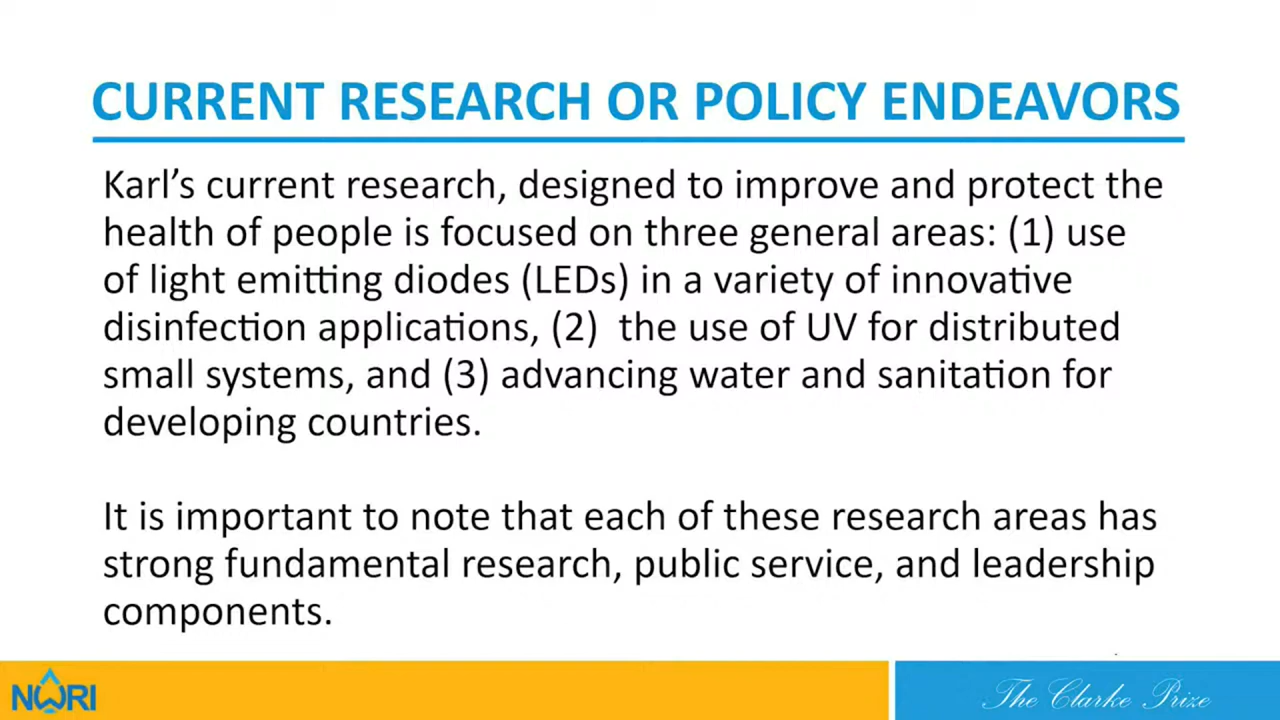 CURRENT RESEARCH OR POLICY ENDEAVORS
Karl’s current research, designed to improve and protect the
health of people is focused on three general areas: (1) use
of light emitting diodes (LEDs) in a variety of innovative
disinfection applications, (2)  the use of UV for distributed
small systems, and (3) advancing water and sanitation for
developing countries.
It is important to note that each of these research areas has
strong fundamental research, public service, and leadership
components.
NWRI
The Clarke Prize